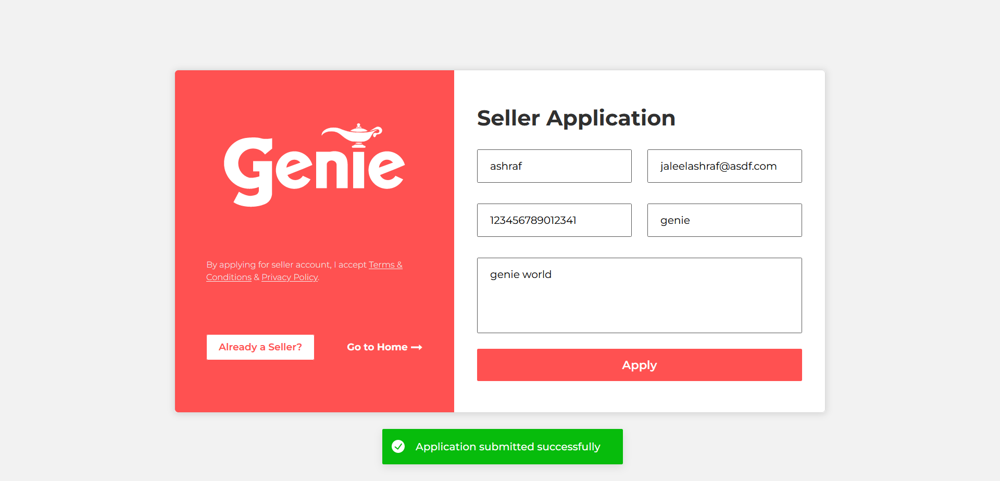 Genie
By applying for seller account, I accept Terms &
Conditions & Privacy Policy.
Already a Seller?
Go to Home
Seller Application
ashraf
jaleelashraf@asdf.com
123456789012341
genie
genie world
Apply
Application submitted successfully